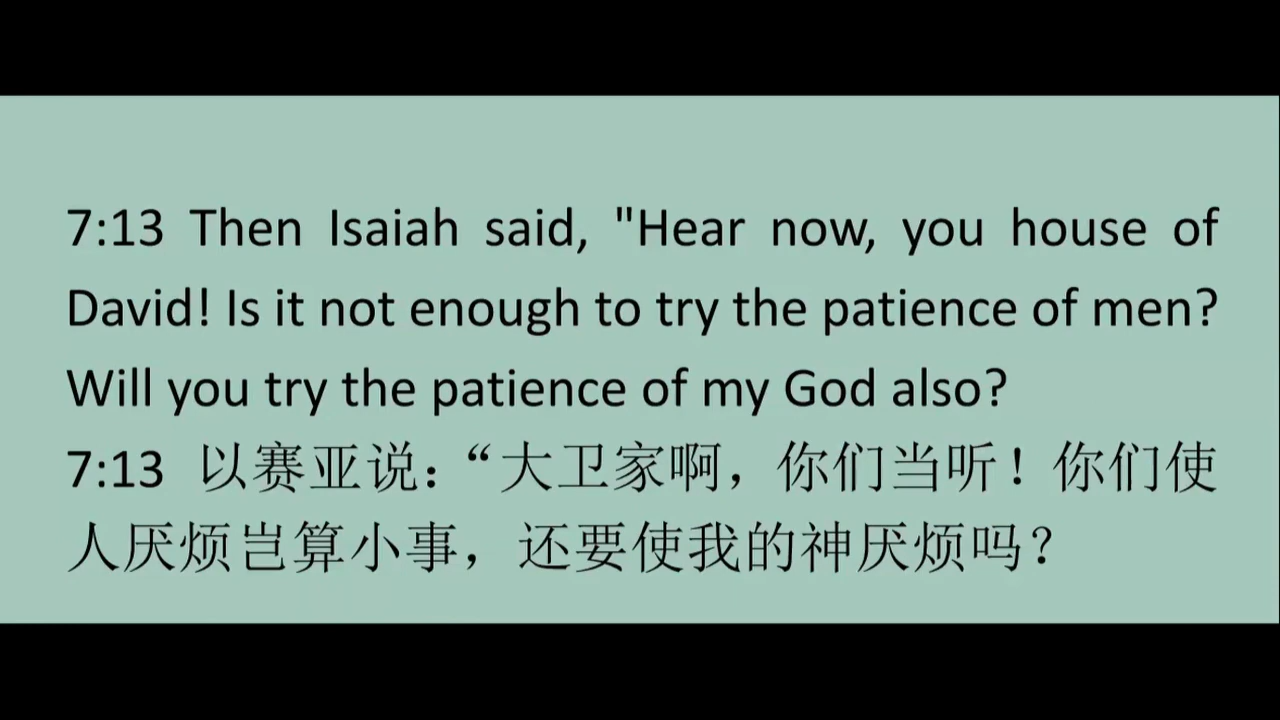 7:13 Then Isaiah said, "Hear now, you house of
David! Is it not enough to try the patience of men?
Will you try the patience of my God also?
7:13 以赛亚说：“大卫家啊，你们当听！你们使
人厌烦岂算小事，还要使我的神厌烦吗？